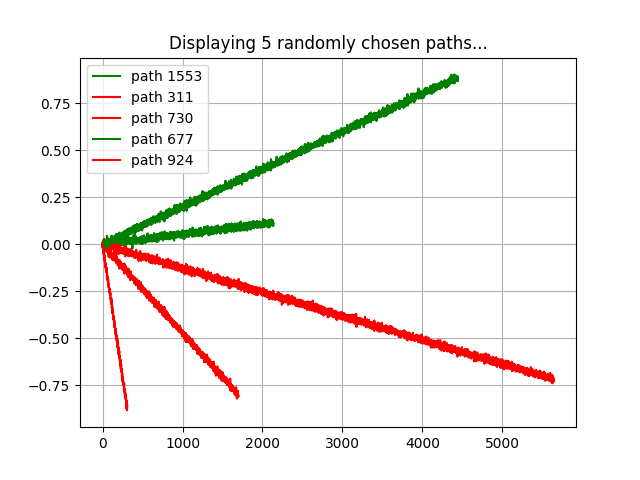 Displaying 5 randomly chosen paths...
path 1553
path 311
path 730
path 677
path 924
0.75
0.50
0.25
0.00
−0.25
−0.50
−0.75
0 1000 2000 3000 4000 5000